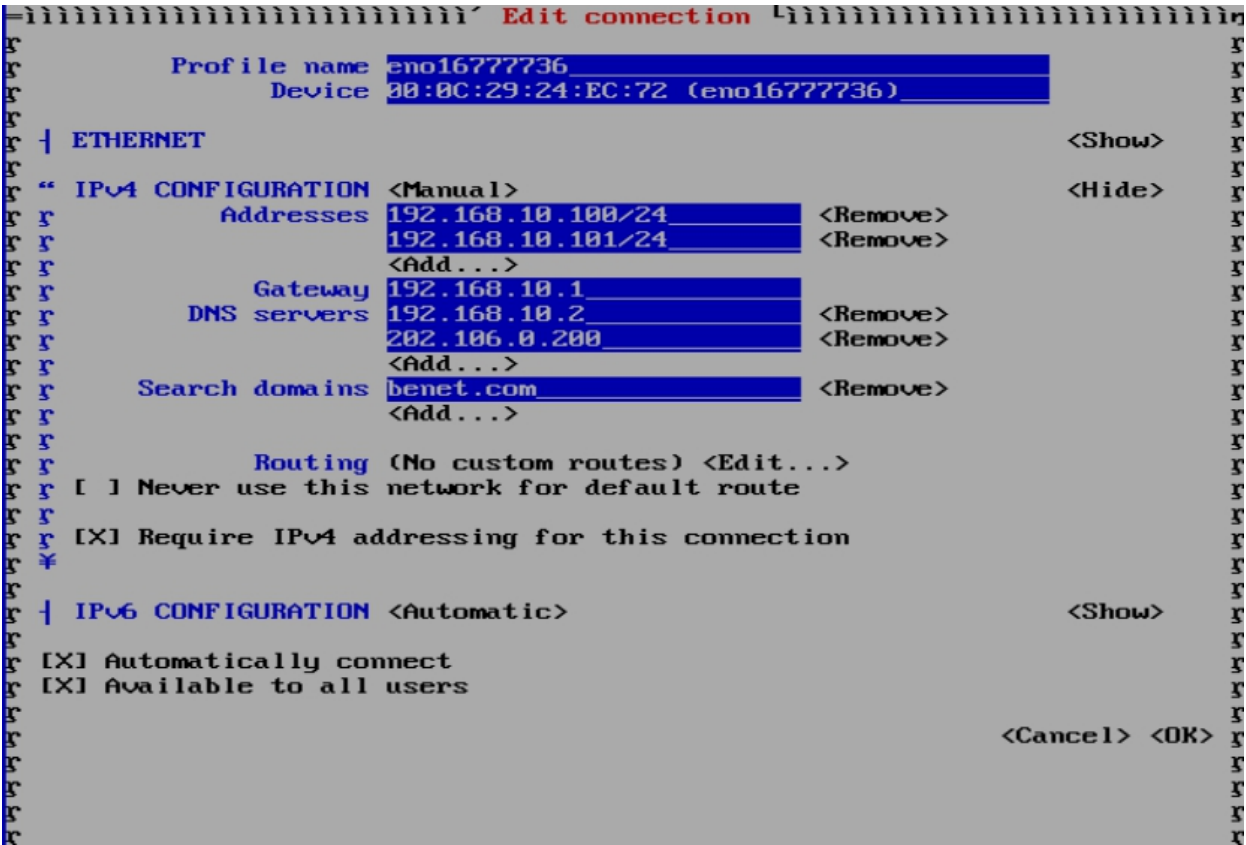 Edit connection
Profile name eno16777736
Device 00:0C:29:24:EC:72 (eno16777736)
ETHERNET <Show>
IPv4 CONFIGURATION <Manual> <Hide>
Addresses 192.168.10.100/24 <Remove>
192.168.10.101/24 <Remove>
<Add...>
Gateway 192.168.10.1
DNS servers 192.168.10.2 <Remove>
202.106.0.200 <Remove>
<Add...>
Search domains benet.com <Remove>
<Add...>
Routing (No custom routes) <Edit...>
[ ] Never use this network for default route
[X] Require IPv4 addressing for this connection
IPv6 CONFIGURATION <Automatic> <Show>
[X] Automatically connect
[X] Available to all users
<Cancel> <OK>